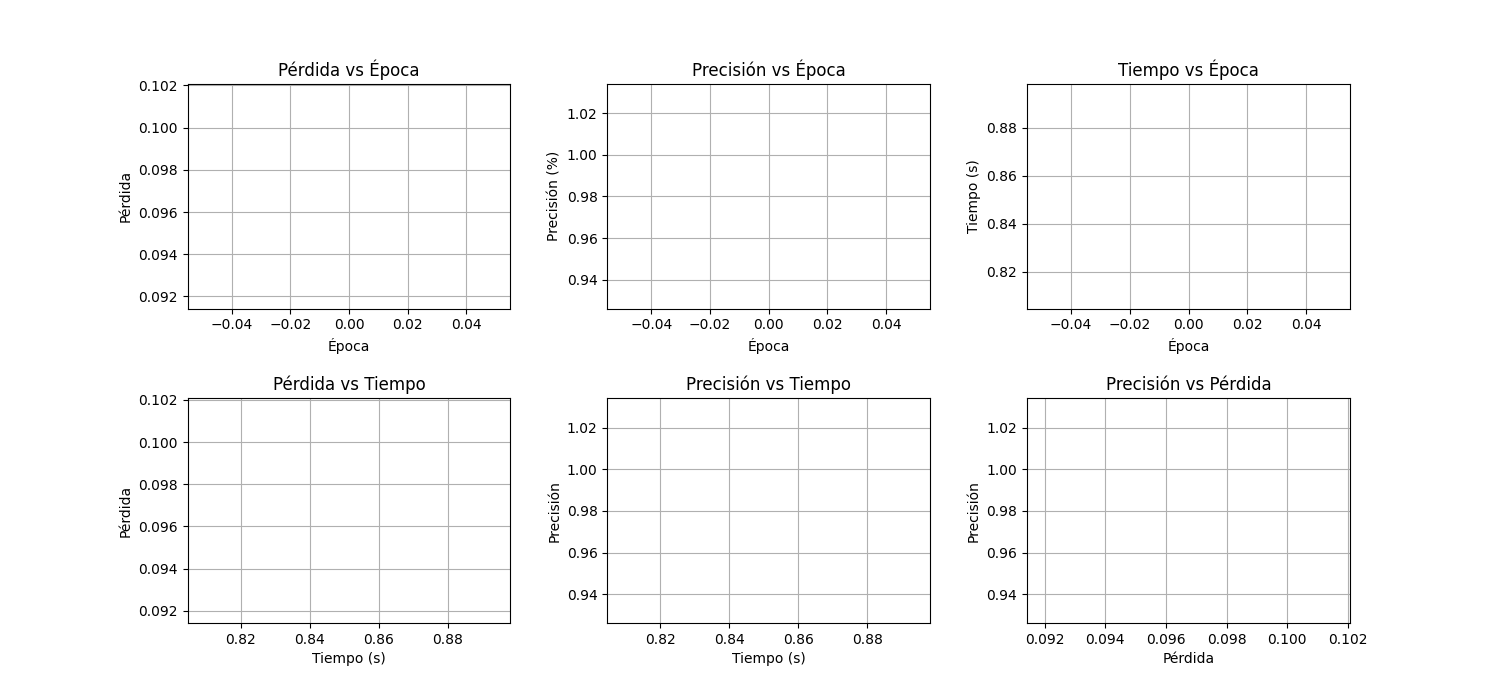 Pérdida vs Época
0.102
0.100
0.098
0.096
0.094
0.092
Pérdida
−0.04 −0.02 0.00 0.02 0.04
Época
Precisión vs Época
1.02
1.00
0.98
0.96
0.94
Precisión (%)
−0.04 −0.02 0.00 0.02 0.04
Época
Tiempo vs Época
0.88
0.86
0.84
0.82
Tiempo (s)
−0.04 −0.02 0.00 0.02 0.04
Época
Pérdida vs Tiempo
0.102
0.100
0.098
0.096
0.094
0.092
Pérdida
0.82 0.84 0.86 0.88
Tiempo (s)
Precisión vs Tiempo
1.02
1.00
0.98
0.96
0.94
Precisión
0.82 0.84 0.86 0.88
Tiempo (s)
Precisión vs Pérdida
1.02
1.00
0.98
0.96
0.94
Precisión
0.092 0.094 0.096 0.098 0.100 0.102
Pérdida